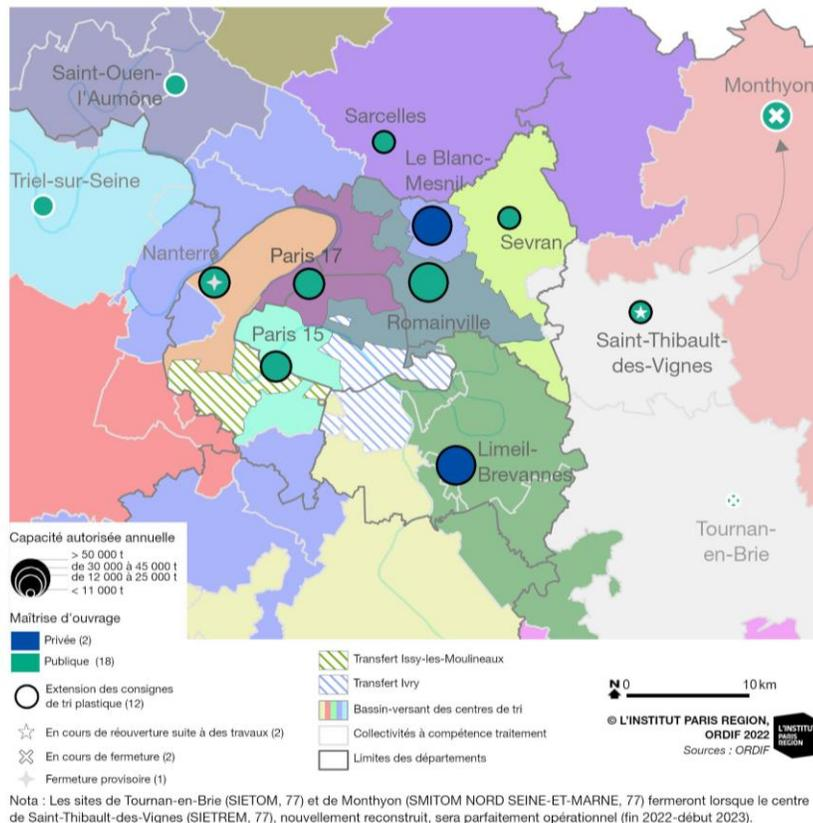 Saint-Ouen-
l'Aumône
Monthyon
Sarcelles
Le Blanc-
Mesnil
Triel-sur-Seine
Sevran
Nanterre
Paris 17
Romainville
Paris 15
Saint-Thibault-
des-Vignes
Limeil-
Brevannes
Tournan-
en-Brie
Capacité autorisée annuelle
> 50 000 t
de 30 000 à 45 000 t
de 12 000 à 25 000 t
< 11 000 t
Maîtrise d'ouvrage
Privée (2)
Publique (18)
Extension des consignes
de tri plastique (12)
En cours de réouverture suite à des travaux (2)
En cours de fermeture (2)
Fermeture provisoire (1)
Transfert Issy-les-Moulineaux
Transfert Ivry
Bassin-versant des centres de tri
Collectivités à compétence traitement
Limites des départements
N 0 10 km
© L'INSTITUT PARIS REGION,
ORDIF 2022
Sources : ORDIF
L'INSTITUT
PARIS
REGION
Nota : Les sites de Tournan-en-Brie (SIETOM, 77) et de Monthyon (SMITOM NORD SEINE-ET-MARNE, 77) fermeront lorsque le centre
de Saint-Thibault-des-Vignes (SIETREM, 77), nouvellement reconstruit, sera parfaitement opérationnel (fin 2022-début 2023).